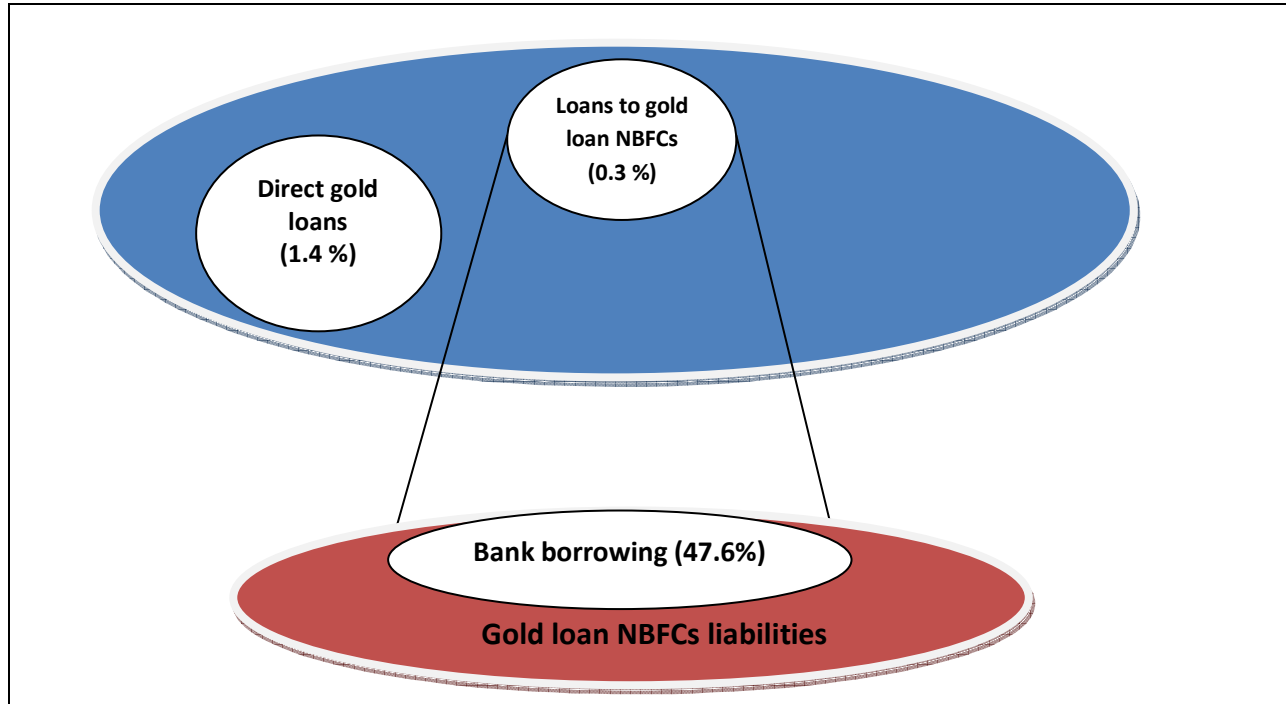 Loans to gold
loan NBFCs
(0.3 %)
Direct gold
loans
(1.4 %)
Bank borrowing (47.6%)
Gold loan NBFCs liabilities